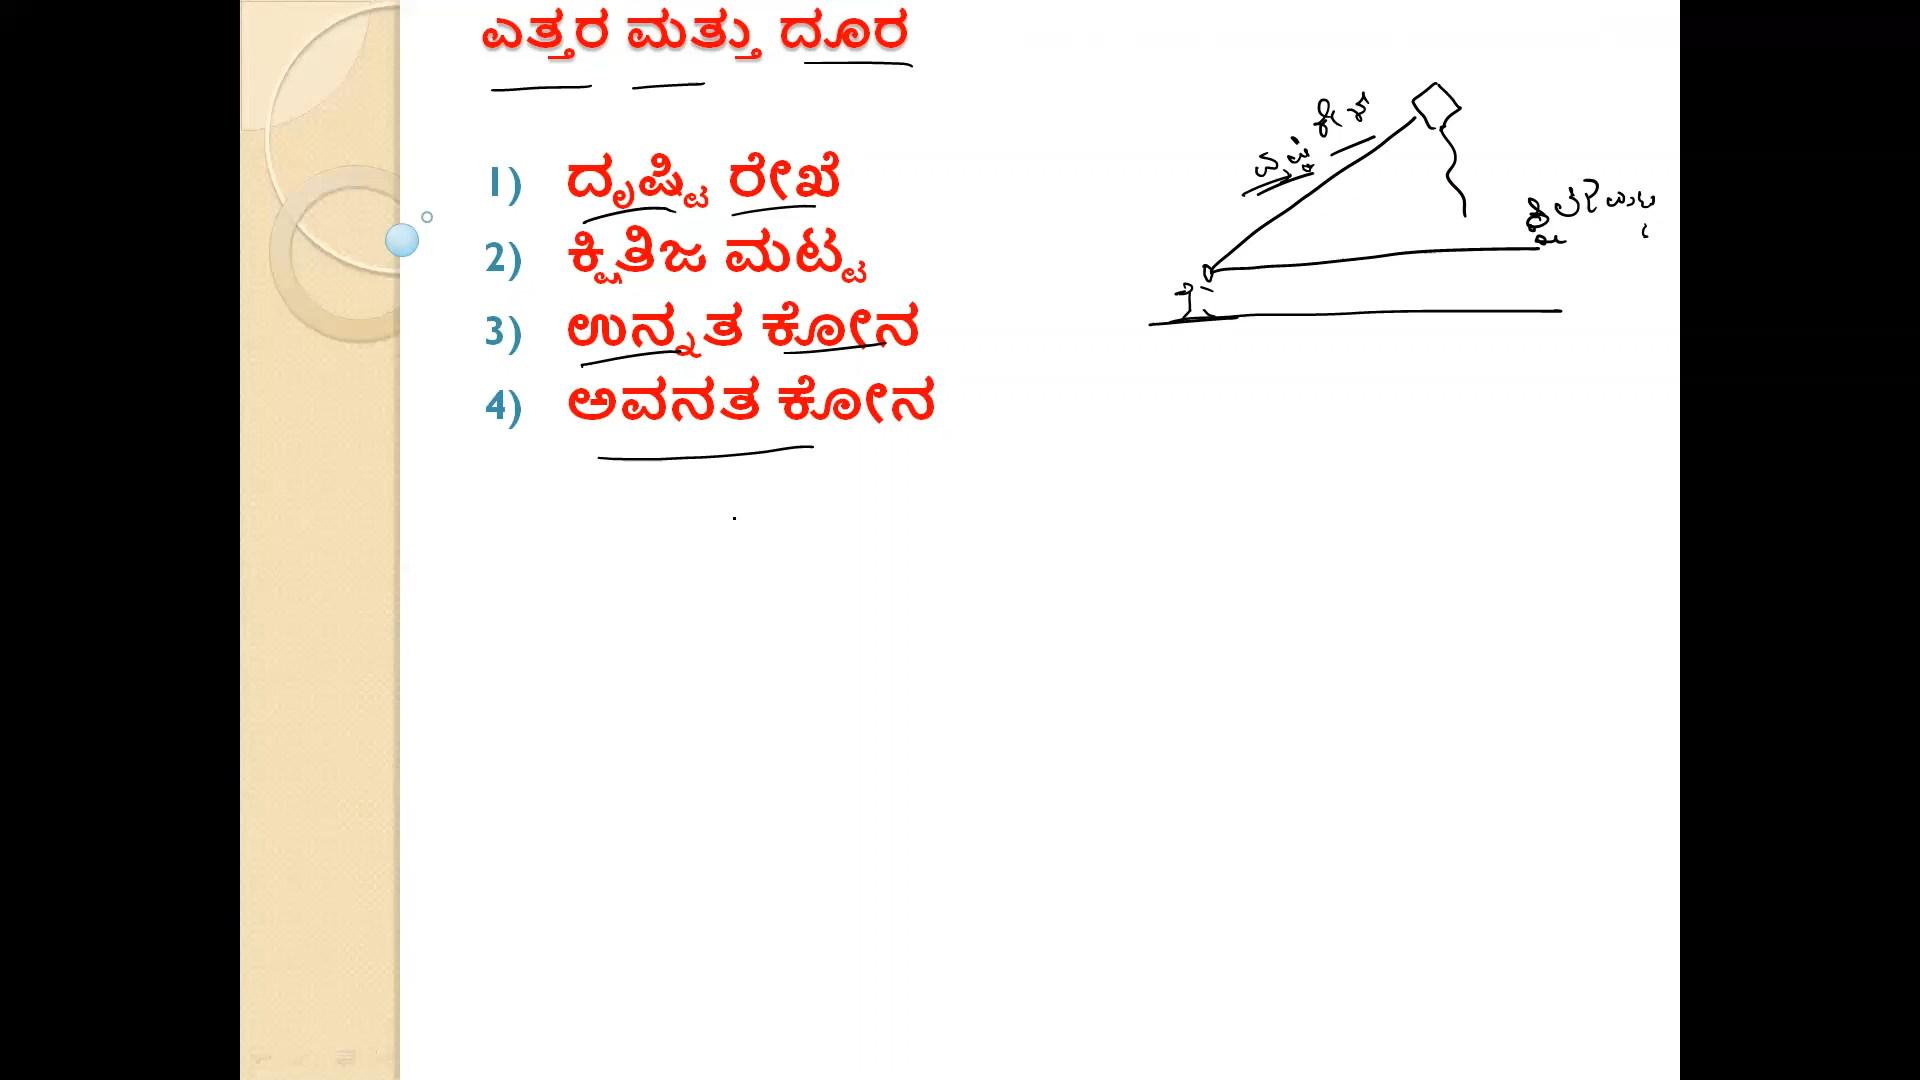 ಎತ್ತರ ಮತ್ತು ದೂರ
1) ದೃಷ್ಟಿ ರೇಖೆ
2) ಕ್ಷಿತಿಜ ಮಟ್ಟ
3) ಉನ್ನತ ಕೋನ
4) ಅವನತ ಕೋನ